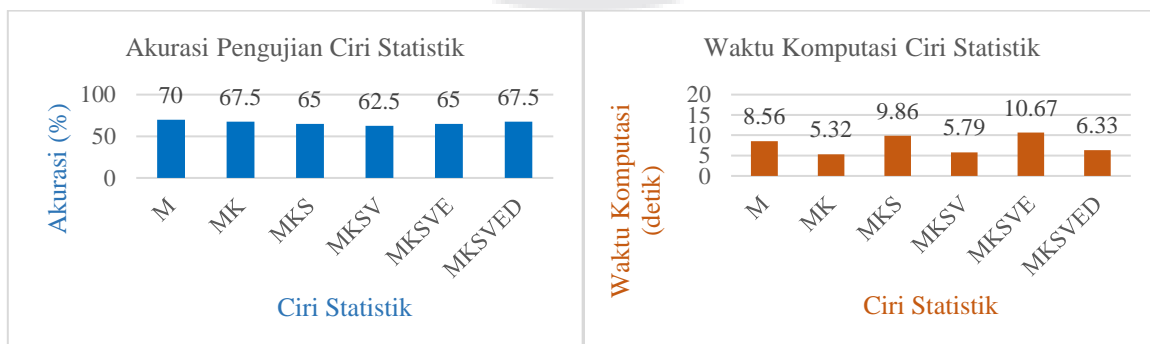 Akurasi Pengujian Ciri Statistik
Akurasi (%)
100
50
0
70 67.5 65 62.5 65 67.5
M MK MKS MKSV MKSVE MKSVED
Ciri Statistik
Waktu Komputasi Ciri Statistik
Waktu Komputasi
(detik)
20
15
10
5
0
8.56 5.32 9.86 5.79 10.67 6.33
M MK MKS MKSV MKSVE MKSVED
Ciri Statistik